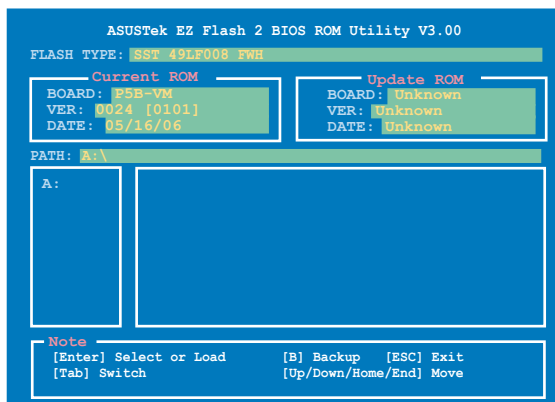 ASUSTek EZ Flash 2 BIOS ROM Utility V3.00
FLASH TYPE: SST 49LF008 FWH
Current ROM
BOARD: P5B-VM
VER: 0024 [0101]
DATE: 05/16/06
Update ROM
BOARD: Unknown
VER: Unknown
DATE: Unknown
PATH: A:\
A:
Note
[Enter] Select or Load [B] Backup [ESC] Exit
[Tab] Switch [Up/Down/Home/End] Move